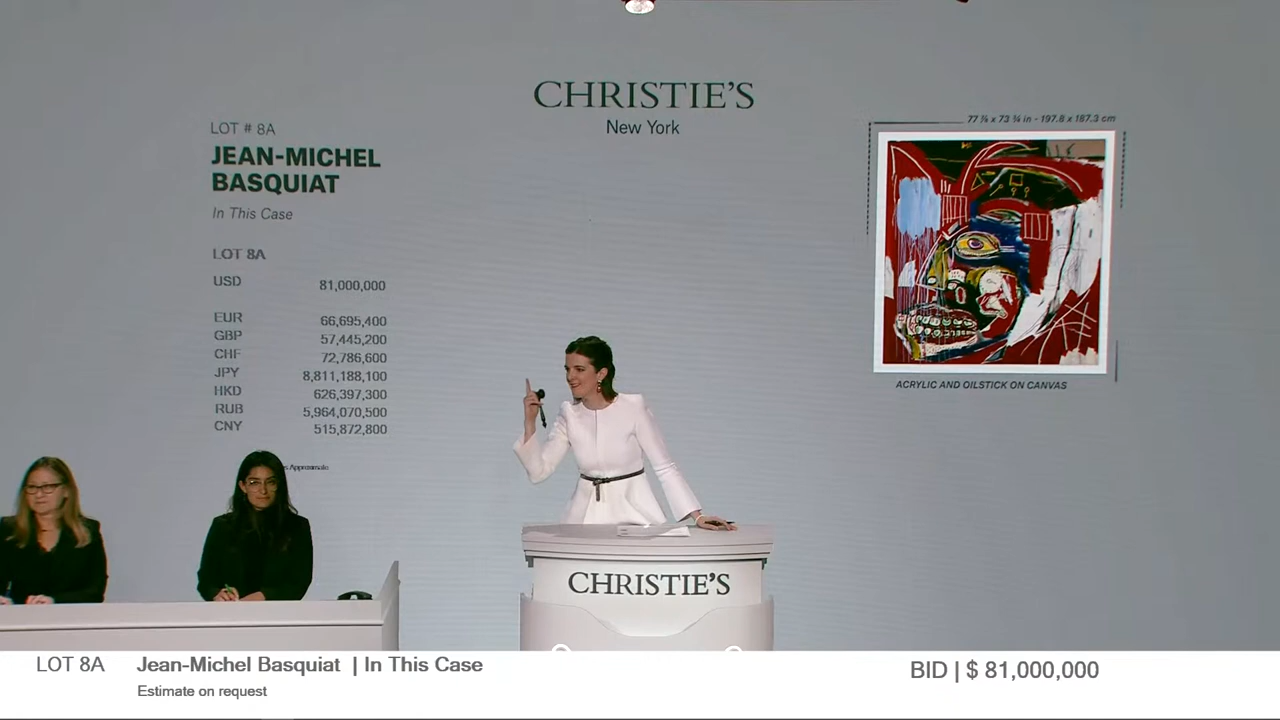 CHRISTIE'S
New York
LOT # 8A
JEAN-MICHEL
BASQUIAT
In This Case
LOT 8A
USD 81,000,000
EUR 66,695,400
GBP 57,445,200
CHF 72,786,600
JPY 8,811,188,100
HKD 626,397,300
RUB 5,964,070,500
CNY 515,872,800
Approximate
77 ⅞ x 73 ¾ in - 197.8 x 187.3 cm
ACRYLIC AND OILSTICK ON CANVAS
CHRISTIE'S
LOT 8A Jean-Michel Basquiat | In This Case BID | $ 81,000,000
Estimate on request